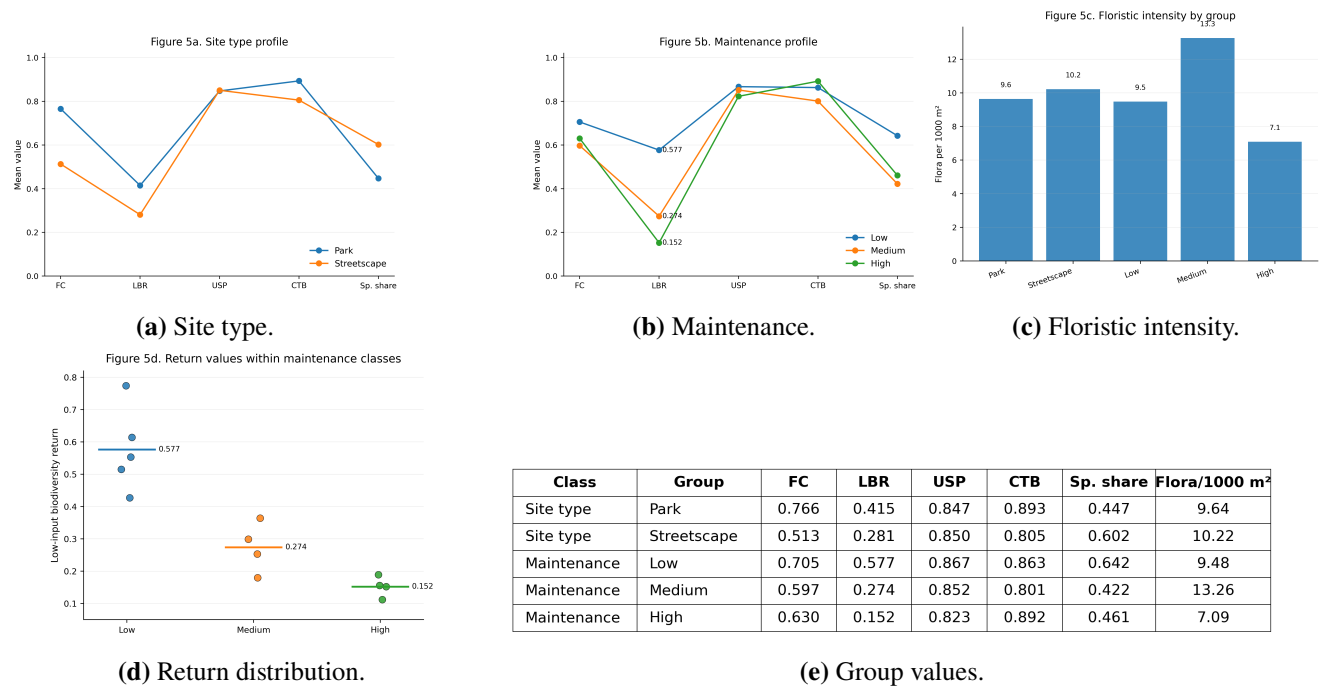 Figure 5a. Site type profile
1.0
0.8
0.6
0.4
0.2
0.0
Mean value
FC LBR USP CTB Sp. share
Park
Streetscape
(a) Site type.
Figure 5b. Maintenance profile
1.0
0.8
0.6
0.4
0.2
0.0
Mean value
0.577
0.274
0.152
FC LBR USP CTB Sp. share
Low
Medium
High
(b) Maintenance.
Figure 5c. Floristic intensity by group
12
10
8
6
4
2
0
Flora per 1000 m²
9.6 10.2 9.5 13.3 7.1
Park Streetscape Low Medium High
(c) Floristic intensity.
Figure 5d. Return values within maintenance classes
0.8
0.7
0.6
0.5
0.4
0.3
0.2
0.1
Low-input biodiversity return
0.577
0.274
0.152
Low Medium High
(d) Return distribution.
Class Group FC LBR USP CTB Sp. share Flora/1000 m²
Site type Park 0.766 0.415 0.847 0.893 0.447 9.64
Site type Streetscape 0.513 0.281 0.850 0.805 0.602 10.22
Maintenance Low 0.705 0.577 0.867 0.863 0.642 9.48
Maintenance Medium 0.597 0.274 0.852 0.801 0.422 13.26
Maintenance High 0.630 0.152 0.823 0.892 0.461 7.09
(e) Group values.